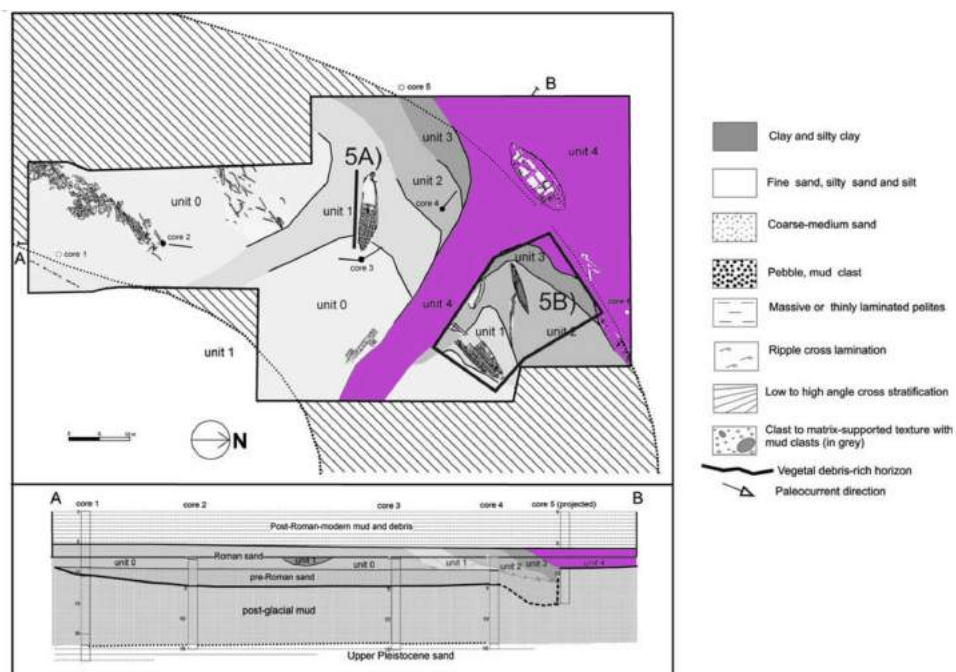 core 5
B
unit 3
unit 4
5A)
unit 2
unit 0
unit 1
core 4
core 2
A
core 1
core 3
unit 3
unit 0
unit 4
5B)
unit 1
unit 2
unit 1
N
A
B
core 1
core 2
core 3
core 4
core 5 (projected)
Post-Roman-modern mud and debris
Roman sand
unit 0
unit 1
unit 0
unit 1
unit 2
unit 3
unit 4
pre-Roman sand
post-glacial mud
Upper Pleistocene sand
Clay and silty clay
Fine sand, silty sand and silt
Coarse-medium sand
Pebble, mud clast
Massive or thinly laminated pelites
Ripple cross lamination
Low to high angle cross stratification
Clast to matrix-supported texture with
mud clasts (in grey)
Vegetal debris-rich horizon
Paleocurrent direction